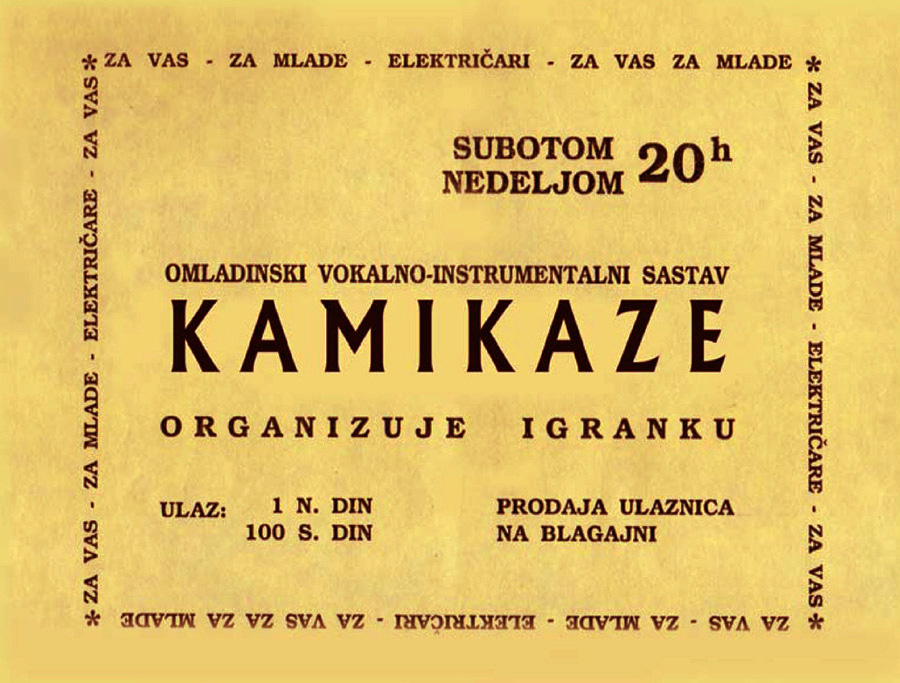 * ZA VAS - ZA MLADE - ELEKTRIČARI - ZA VAS ZA MLADE *
ZA VAS - ZA MLADE - ELEKTRIČARE - ZA VAS
SUBOTOM
NEDELJOM
20h
OMLADINSKI VOKALNO-INSTRUMENTALNI SASTAV
KAMIKAZE
ORGANIZUJE IGRANKU
ULAZ: 1 N. DIN
100 S. DIN
PRODAJA ULAZNICA
NA BLAGAJNI
ZA VAS - ZA MLADE - ELEKTRIČARE - ZA VAS
* ZA VAS - ZA MLADE - ELEKTRIČARI - ZA VAS ZA ZA MLADE *